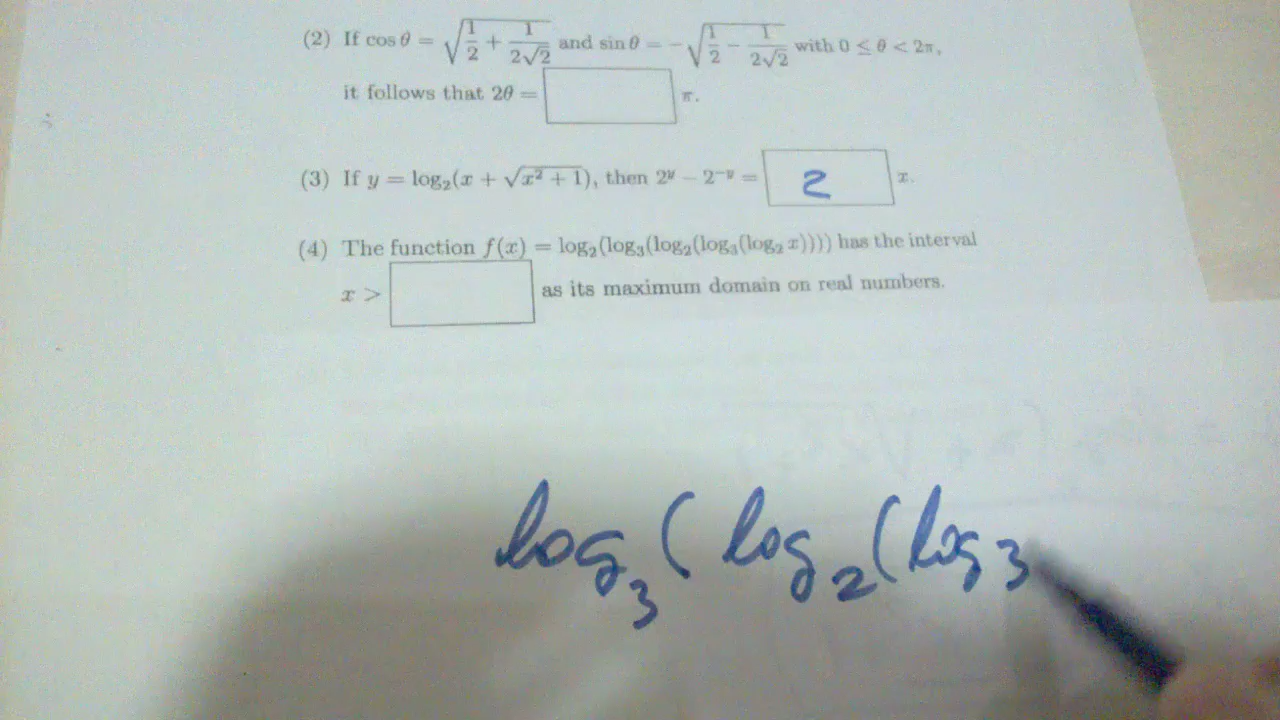 (2) If cos θ = √(1/2 + 1/(2√2)) and sin θ = −√(1/2 − 1/(2√2)) with 0 ≤ θ < 2π,
it follows that 2θ = π.
(3) If y = log₂(x + √(x² + 1)), then 2ʸ − 2⁻ʸ = 2 x.
(4) The function f(x) = log₂(log₃(log₂(log₃(log₂ x)))) has the interval
x > as its maximum domain on real numbers.
log₃( log₂(log₃